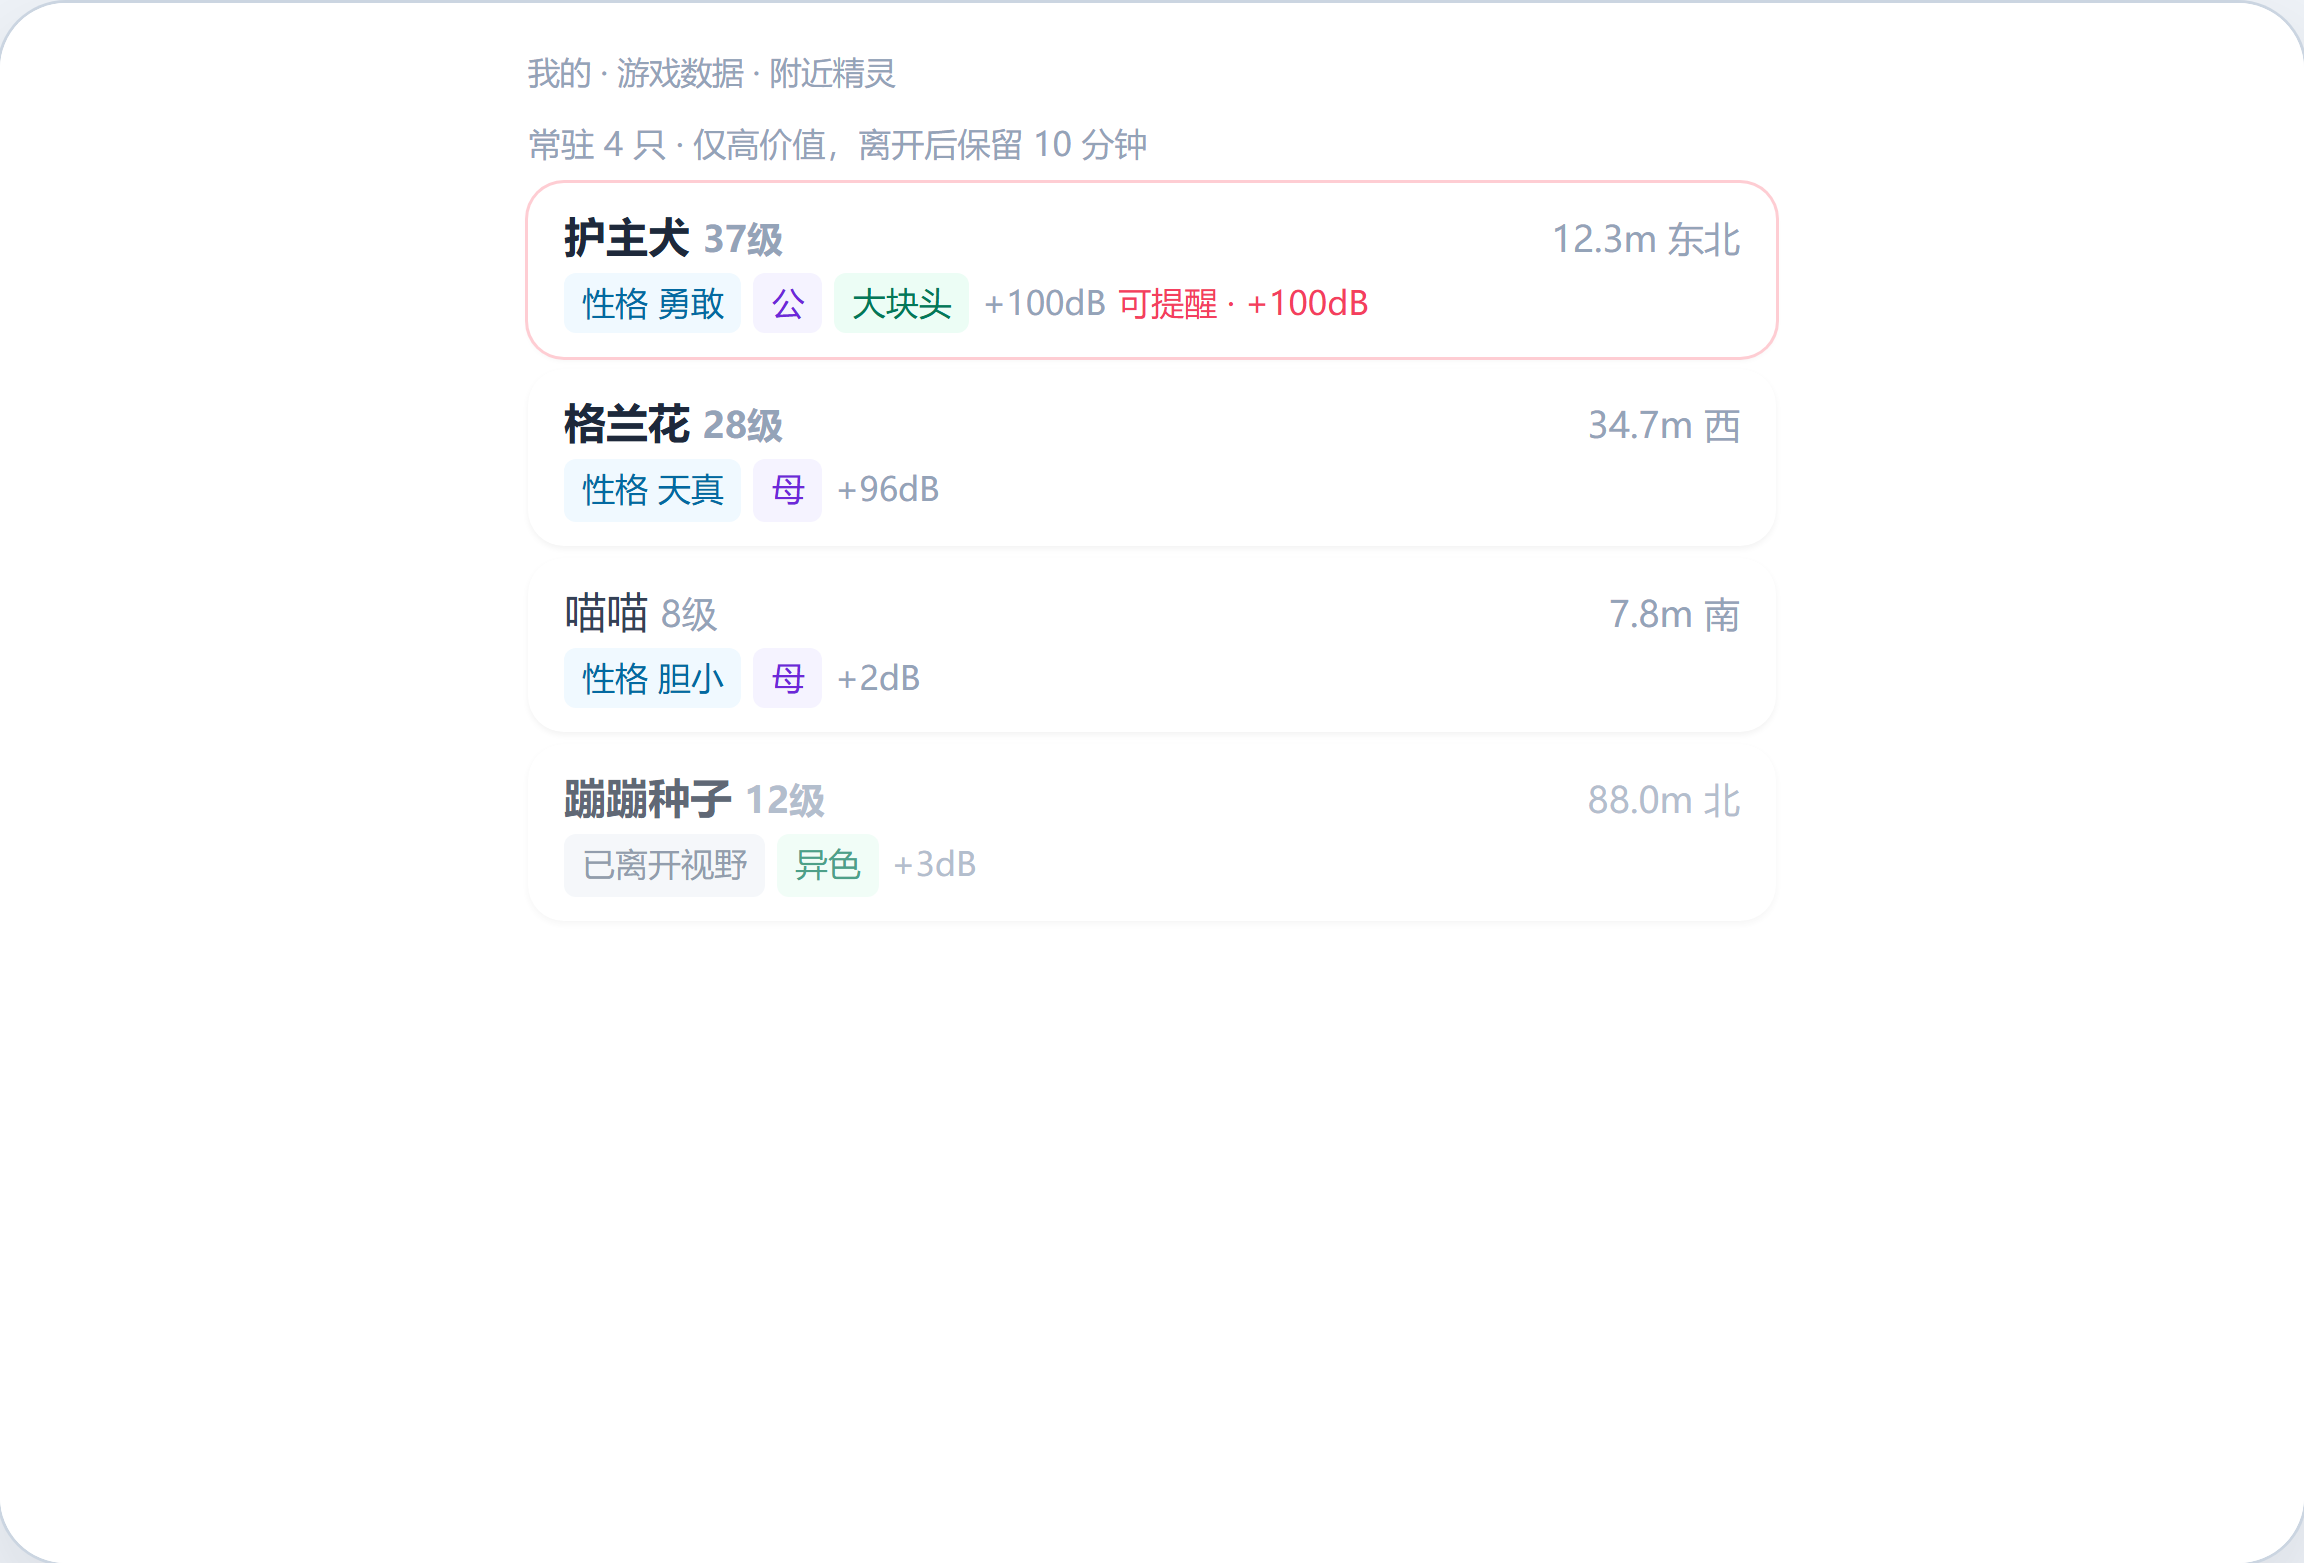 我的 · 游戏数据 · 附近精灵
常驻 4 只 · 仅高价值，离开后保留 10 分钟
护主犬 37级 12.3m 东北
性格 勇敢 公 大块头 +100dB 可提醒 · +100dB
格兰花 28级 34.7m 西
性格 天真 母 +96dB
喵喵 8级 7.8m 南
性格 胆小 母 +2dB
蹦蹦种子 12级 88.0m 北
已离开视野 异色 +3dB